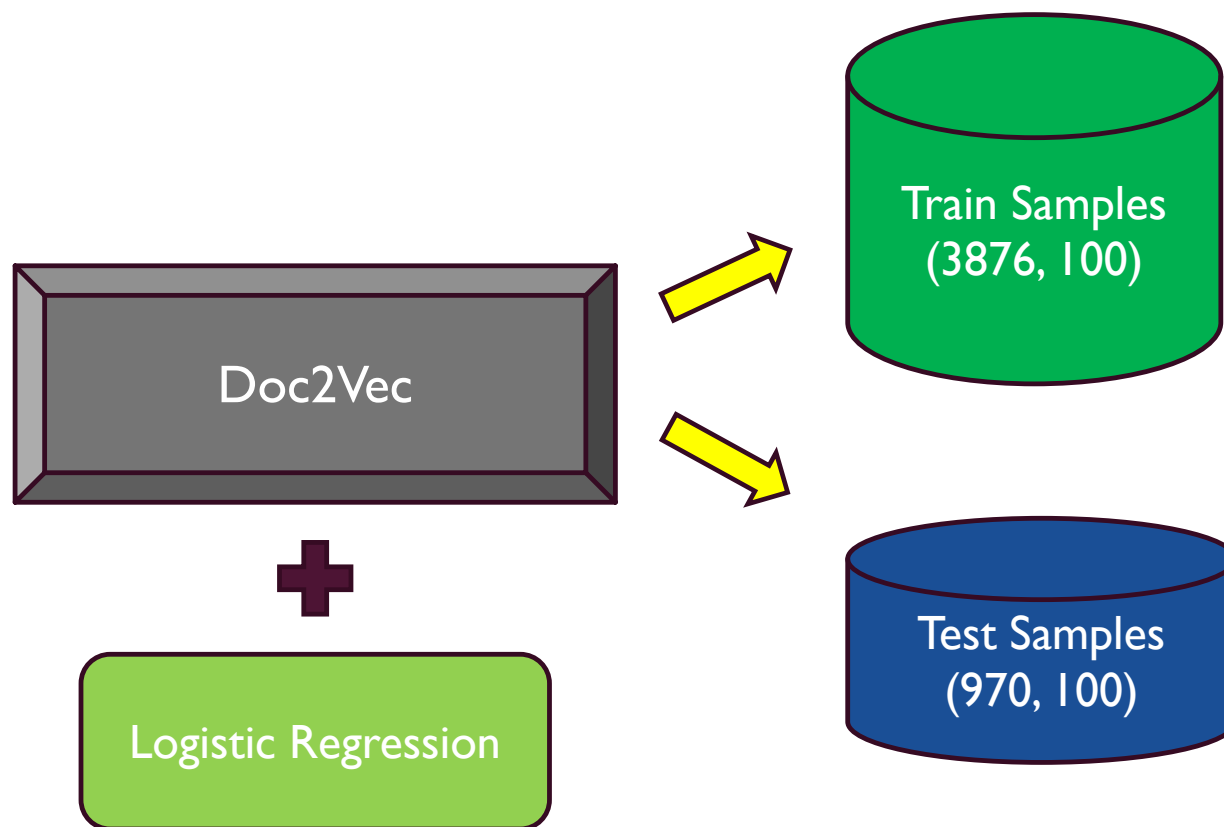 Train Samples
(3876, 100)
Doc2Vec
Test Samples
(970, 100)
Logistic Regression